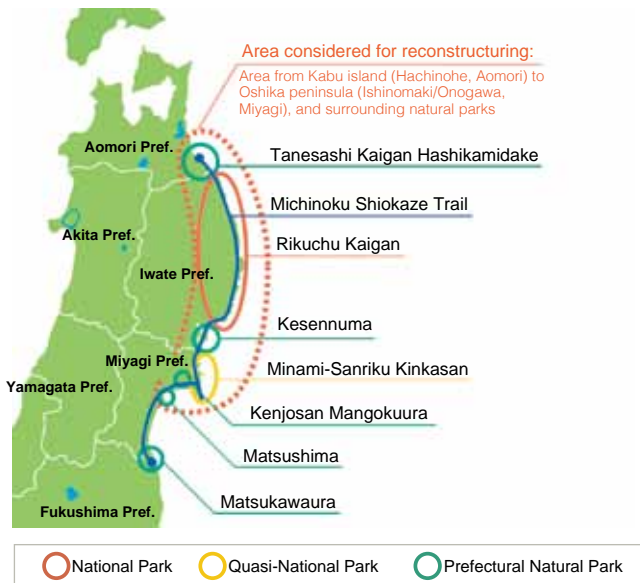 Area considered for reconstructing:
Area from Kabu island (Hachinohe, Aomori) to
Oshika peninsula (Ishinomaki/Onogawa,
Miyagi), and surrounding natural parks
Aomori Pref.
Tanesashi Kaigan Hashikamidake
Michinoku Shiokaze Trail
Akita Pref.
Rikuchu Kaigan
Iwate Pref.
Kesennuma
Miyagi Pref.
Minami-Sanriku Kinkasan
Yamagata Pref.
Kenjosan Mangokuura
Matsushima
Matsukawaura
Fukushima Pref.
National Park
Quasi-National Park
Prefectural Natural Park